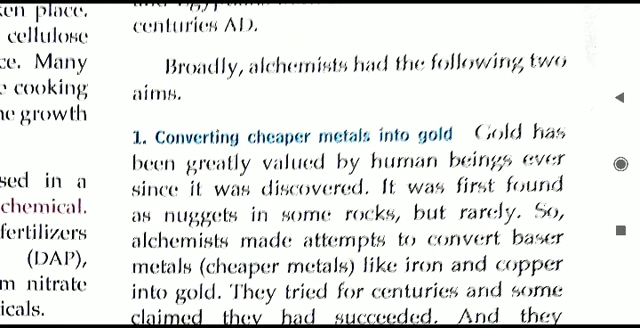 en place.
cellulose
ce. Many
cooking
he growth
sed in a
chemical.
fertilizers
(DAP),
m nitrate
icals.
centuries AD.
Broadly, alchemists had the following two
aims.
1. Converting cheaper metals into gold Gold has
been greatly valued by human beings ever
since it was discovered. It was first found
as nuggets in some rocks, but rarely. So,
alchemists made attempts to convert baser
metals (cheaper metals) like iron and copper
into gold. They tried for centuries and some
claimed they had succeeded. And they